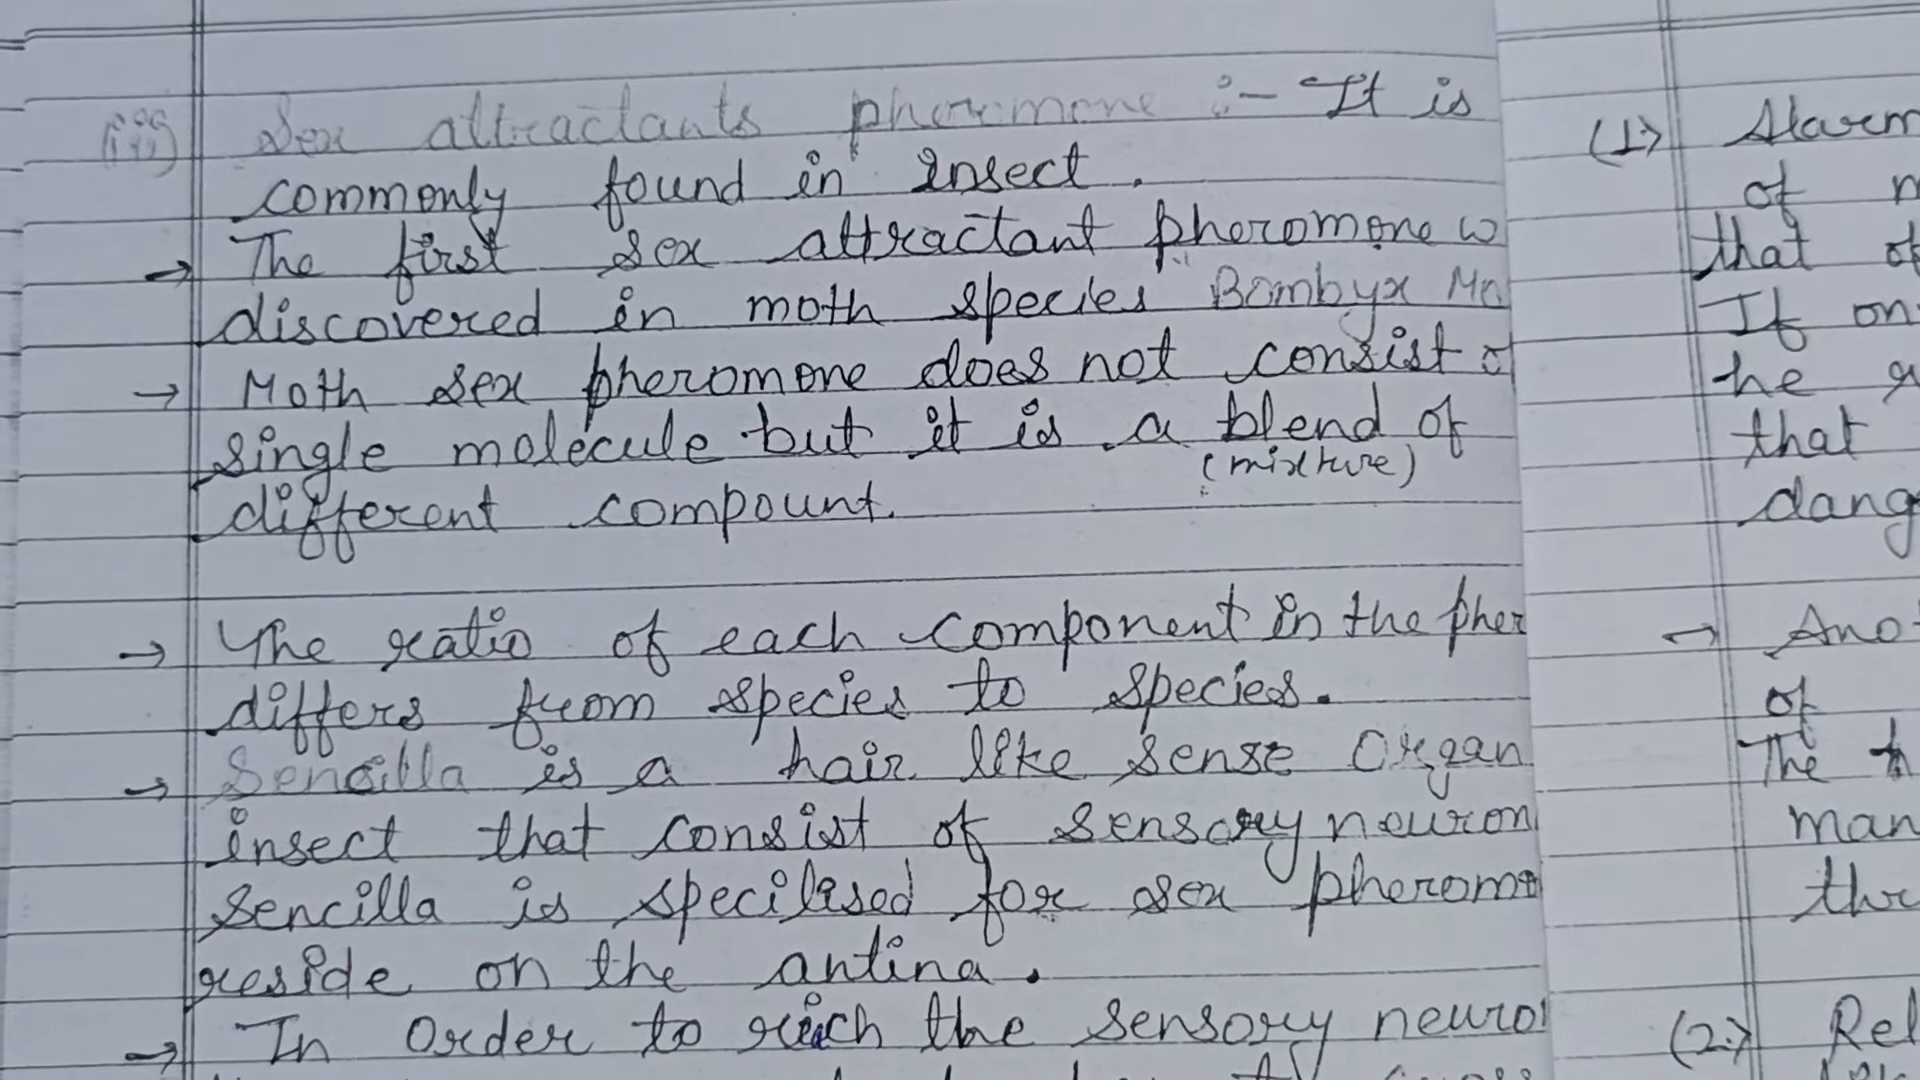 (iii) Sex attractants pheromone :- It is
commonly found in insect.
→ The first sex attractant pheromone w
discovered in moth species Bombyx Mo
→ Moth sex pheromone does not consist of
single molecule but it is a blend of
(mixture)
different compount.
→ The ratio of each component in the pher
differs from species to species.
→ Sencilla is a hair like sense organ
insect that consist of sensory neuron
sencilla is specilised for sex pherom
reside on the antina.
→ In order to reach the sensory neuro
(1) Alarm
of m
that of
If on
he g
that
dang
→ Ano
of
The
man
thr
(2) Rel